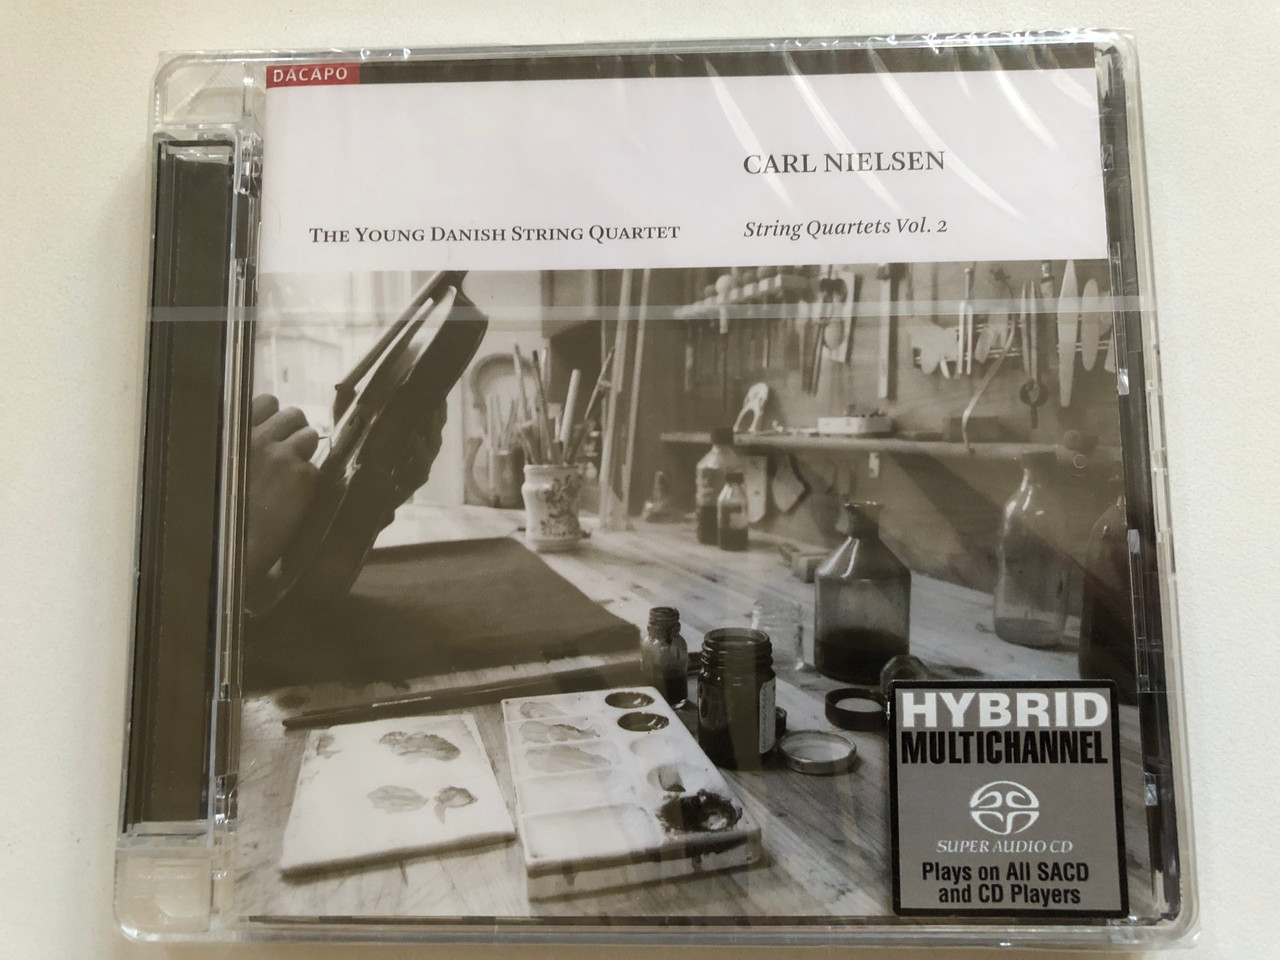 DACAPO
CARL NIELSEN
THE YOUNG DANISH STRING QUARTET
String Quartets Vol. 2
HYBRID
MULTICHANNEL
SUPER AUDIO CD
Plays on All SACD
and CD Players